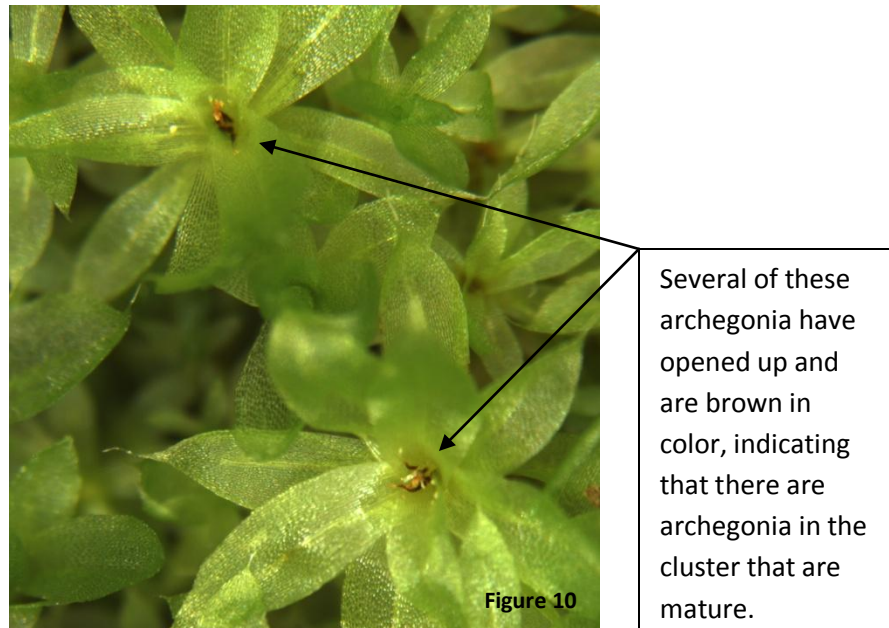 Several of these
archegonia have
opened up and
are brown in
color, indicating
that there are
archegonia in the
cluster that are
mature.
Figure 10